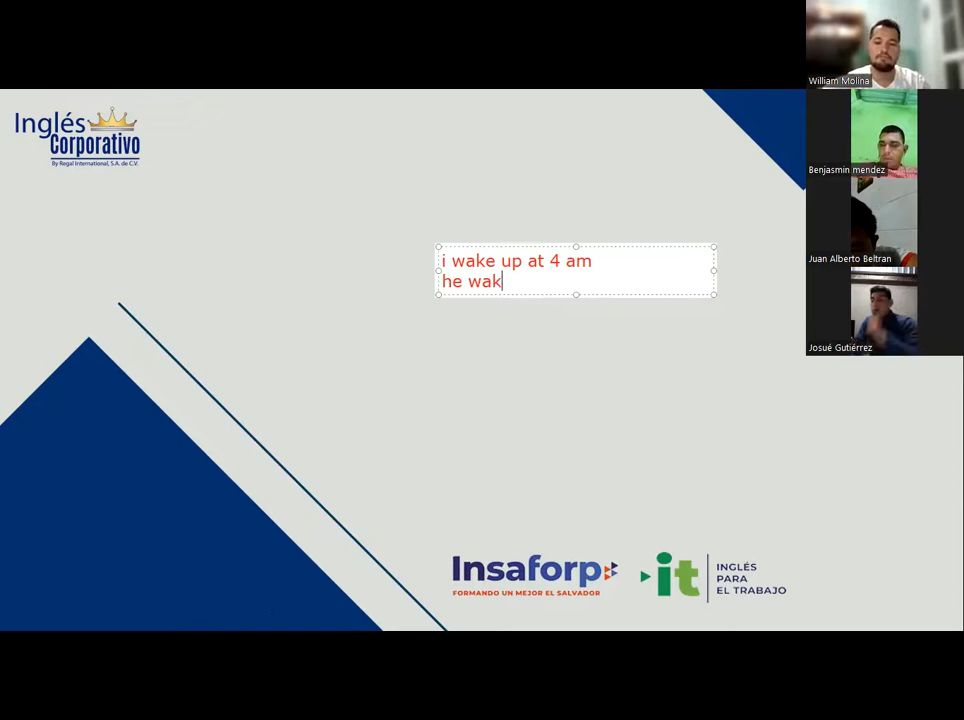 William Molina
Inglés
Corporativo
By Regal International, S.A. de C.V.
Benjasmin mendez
i wake up at 4 am
he wak
Juan Alberto Beltran
Josué Gutiérrez
Insaforp
FORMANDO UN MEJOR EL SALVADOR
it
INGLÉS
PARA
EL TRABAJO